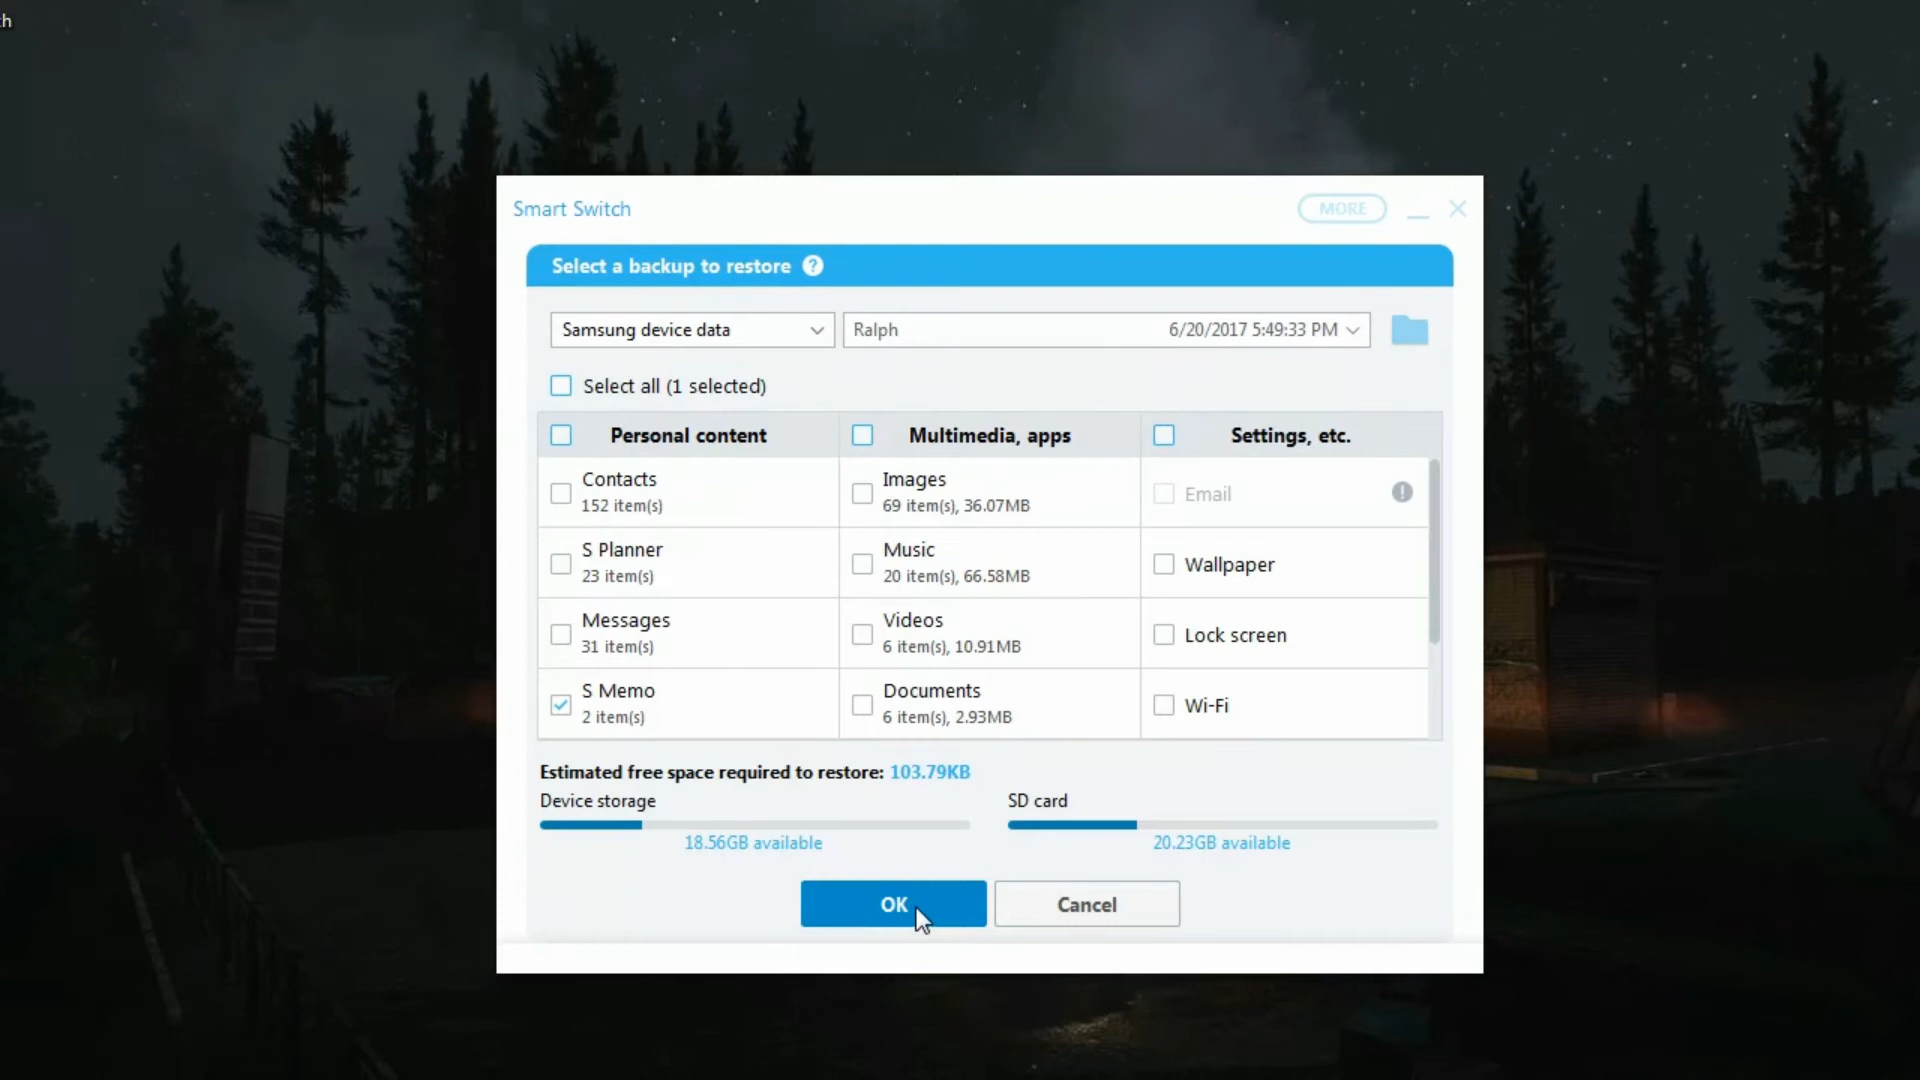 th
Smart Switch
MORE
Select a backup to restore ?
Samsung device data
Ralph 6/20/2017 5:49:33 PM
Select all (1 selected)
Personal content
Multimedia, apps
Settings, etc.
Contacts
152 item(s)
Images
69 item(s), 36.07MB
Email
S Planner
23 item(s)
Music
20 item(s), 66.58MB
Wallpaper
Messages
31 item(s)
Videos
6 item(s), 10.91MB
Lock screen
S Memo
2 item(s)
Documents
6 item(s), 2.93MB
Wi-Fi
Estimated free space required to restore: 103.79KB
Device storage
18.56GB available
SD card
20.23GB available
OK
Cancel